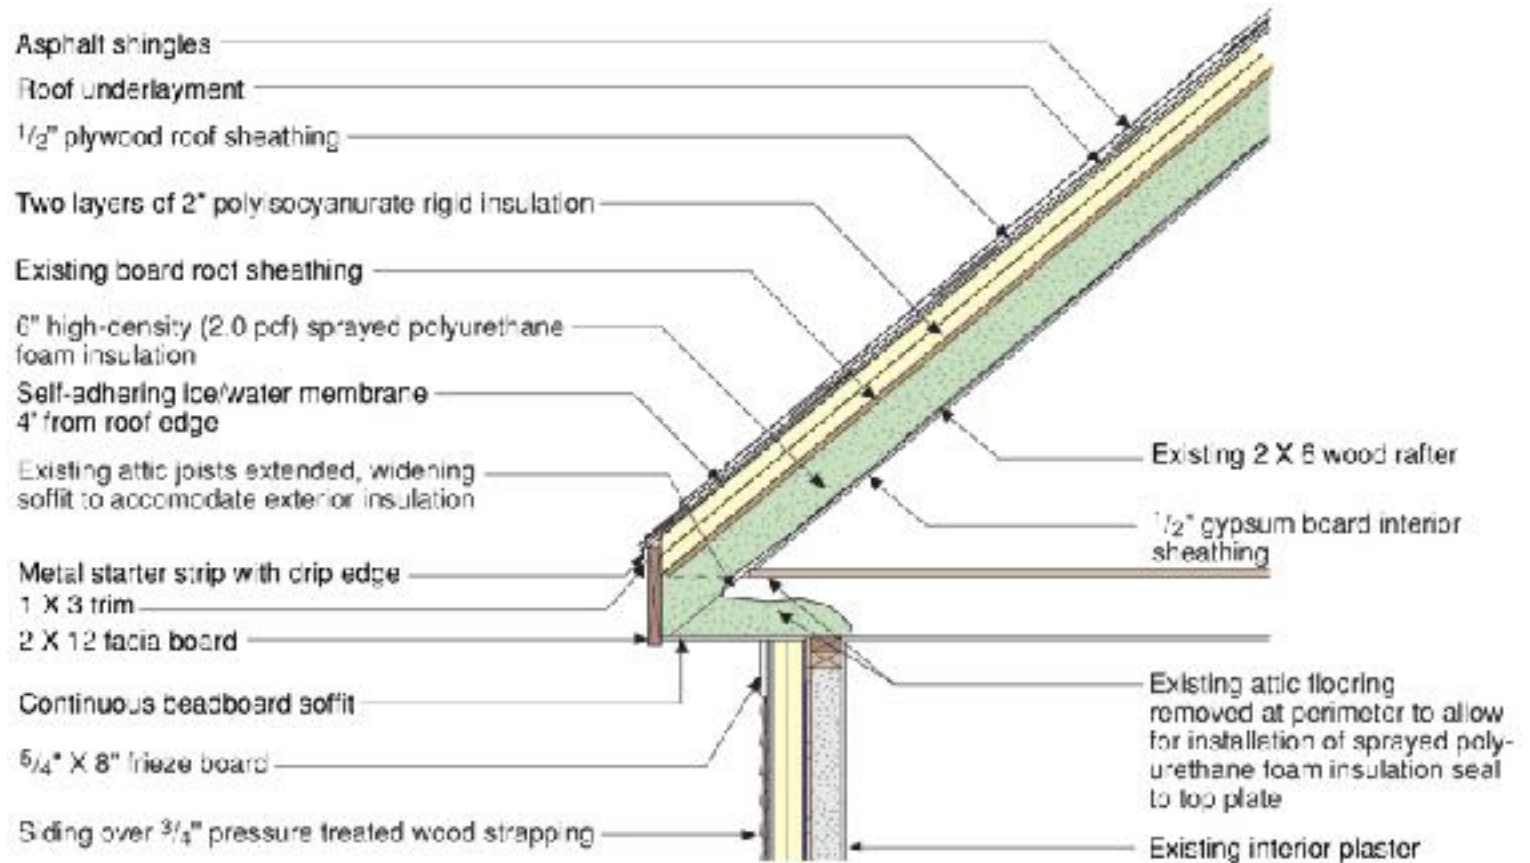 Asphalt shingles
Roof underlayment
1/2" plywood roof sheathing
Two layers of 2" polyisocyanurate rigid insulation
Existing board roof sheathing
6" high-density (2.0 pcf) sprayed polyurethane
foam insulation
Self-adhering ice/water membrane
4' from roof edge
Existing attic joists extended, widening
soffit to accomodate exterior insulation
Metal starter strip with drip edge
1 X 3 trim
2 X 12 facia board
Continuous beadboard soffit
5/4" X 8" frieze board
Siding over 3/4" pressure treated wood strapping
Existing 2 X 6 wood rafter
1/2" gypsum board interior
sheathing
Existing attic flooring
removed at perimeter to allow
for installation of sprayed poly-
urethane foam insulation seal
to top plate
Existing interior plaster